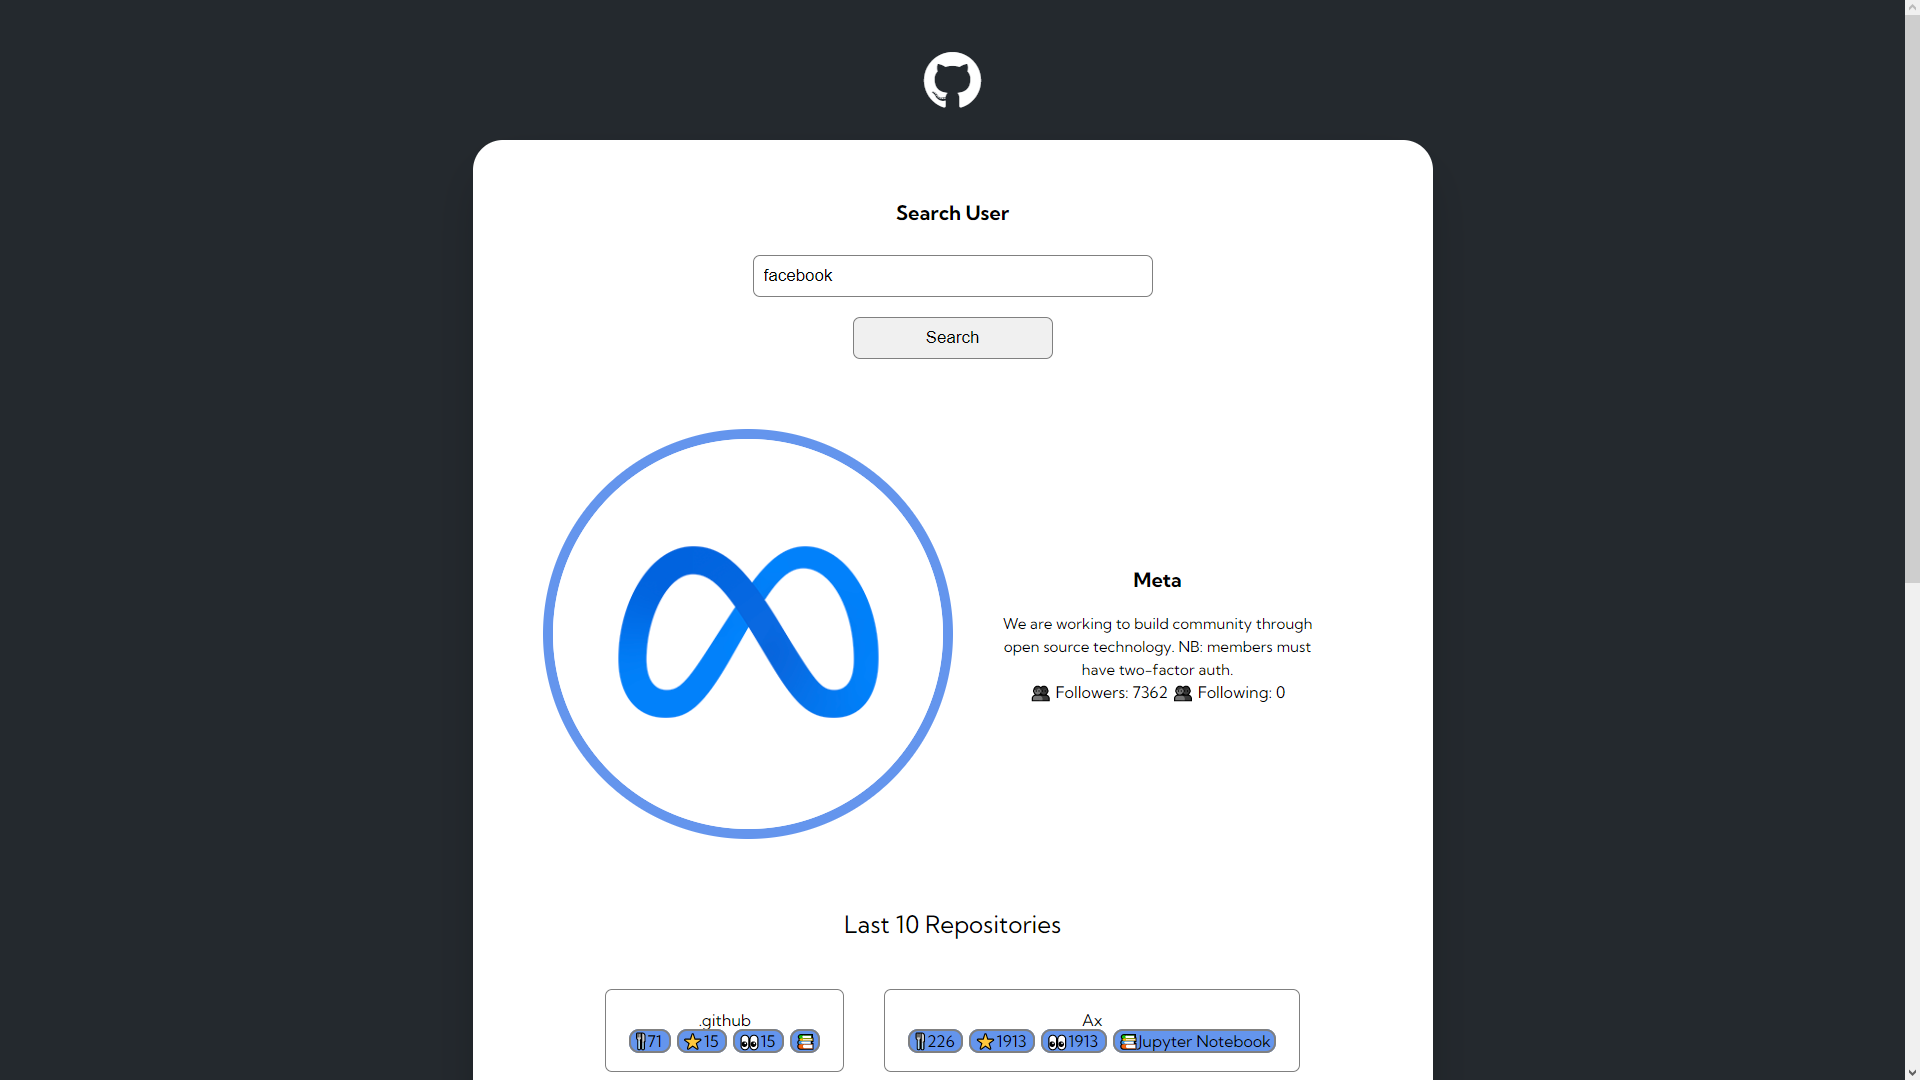 Search User
facebook
Search
Meta
We are working to build community through
open source technology. NB: members must
have two-factor auth.
👥 Followers: 7362 👥 Following: 0
Last 10 Repositories
.github
🍴71 ⭐15 👀15 📚
Ax
🍴226 ⭐1913 👀1913 📚Jupyter Notebook